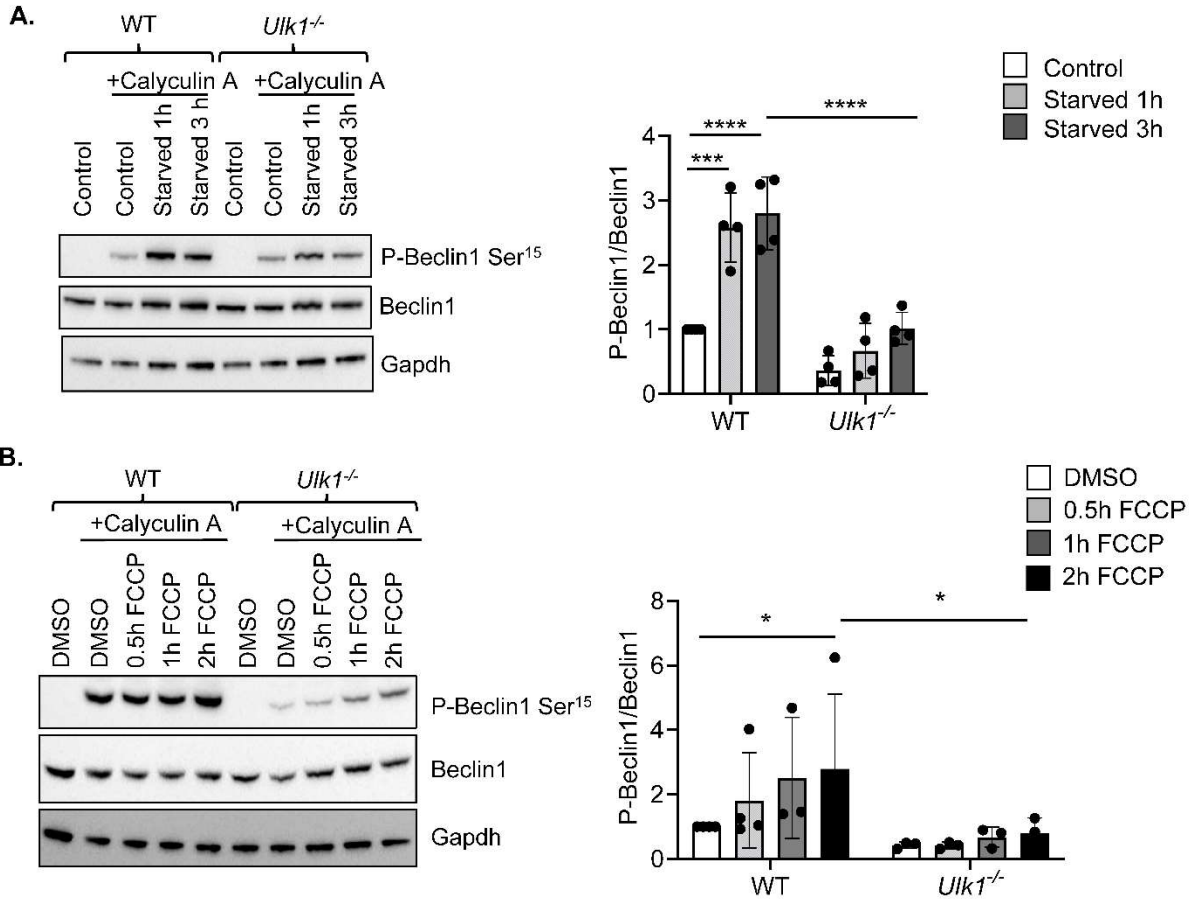 A.
WT
Ulk1-/-
+Calyculin A
+Calyculin A
Control
Control
Starved 1h
Starved 3 h
Control
Control
Starved 1h
Starved 3h
P-Beclin1 Ser15
Beclin1
Gapdh
Control
Starved 1h
Starved 3h
P-Beclin1/Beclin1
4
3
2
1
0
***
****
****
WT
Ulk1-/-
B.
WT
Ulk1-/-
+Calyculin A
+Calyculin A
DMSO
DMSO
0.5h FCCP
1h FCCP
2h FCCP
DMSO
DMSO
0.5h FCCP
1h FCCP
2h FCCP
P-Beclin1 Ser15
Beclin1
Gapdh
DMSO
0.5h FCCP
1h FCCP
2h FCCP
P-Beclin1/Beclin1
8
6
4
2
0
*
*
WT
Ulk1-/-